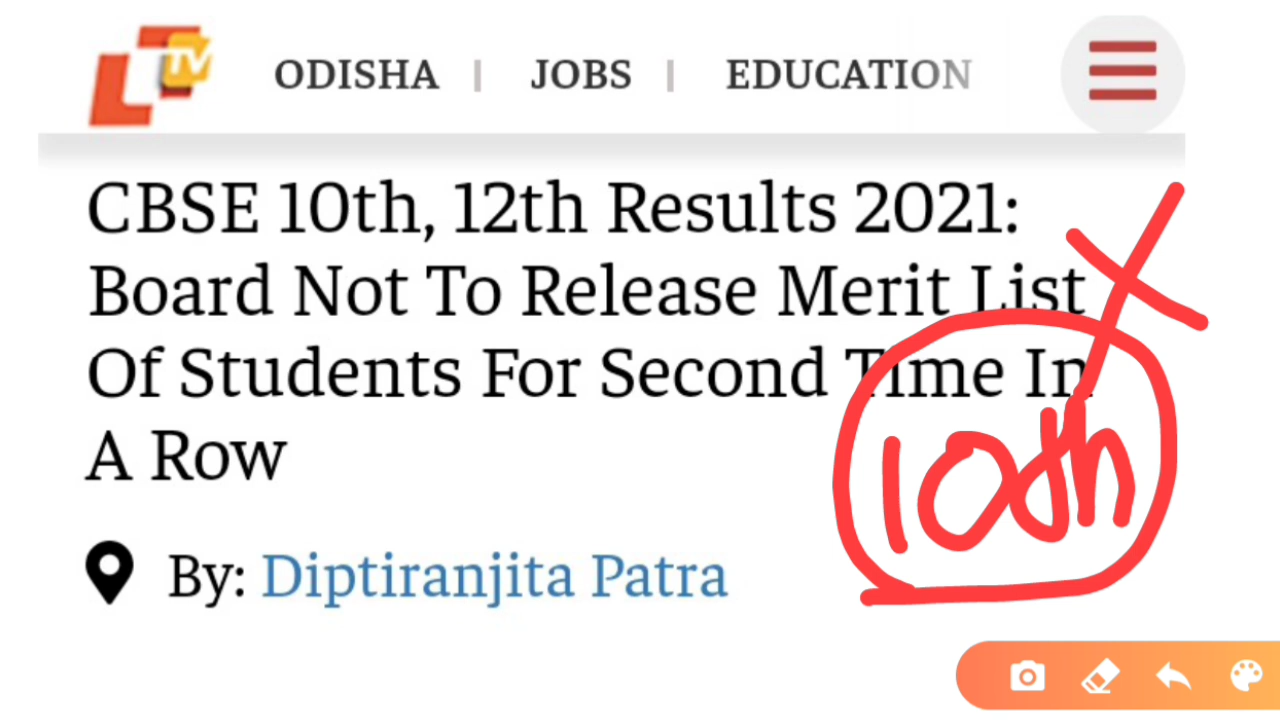 TV
ODISHA | JOBS | EDUCATION
CBSE 10th, 12th Results 2021:
Board Not To Release Merit List
Of Students For Second Time In
A Row
10th
By: Diptiranjita Patra